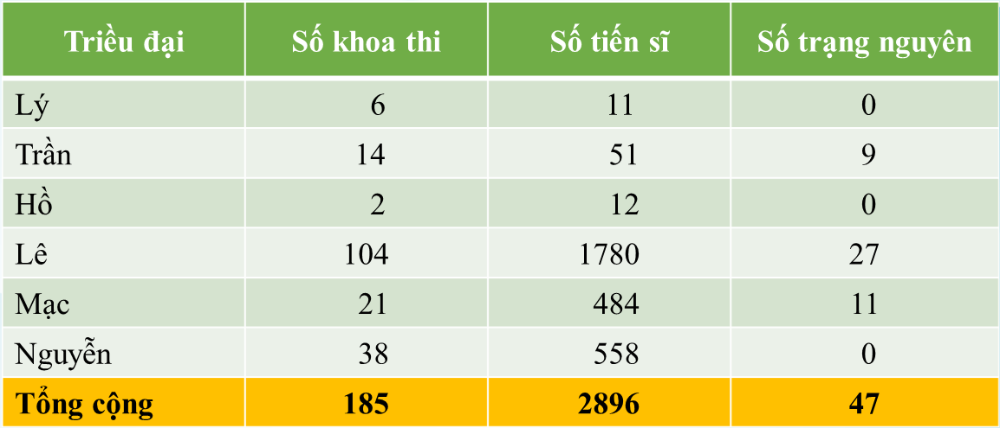 Triều đại Số khoa thi Số tiến sĩ Số trạng nguyên
Lý 6 11 0
Trần 14 51 9
Hồ 2 12 0
Lê 104 1780 27
Mạc 21 484 11
Nguyễn 38 558 0
Tổng cộng 185 2896 47